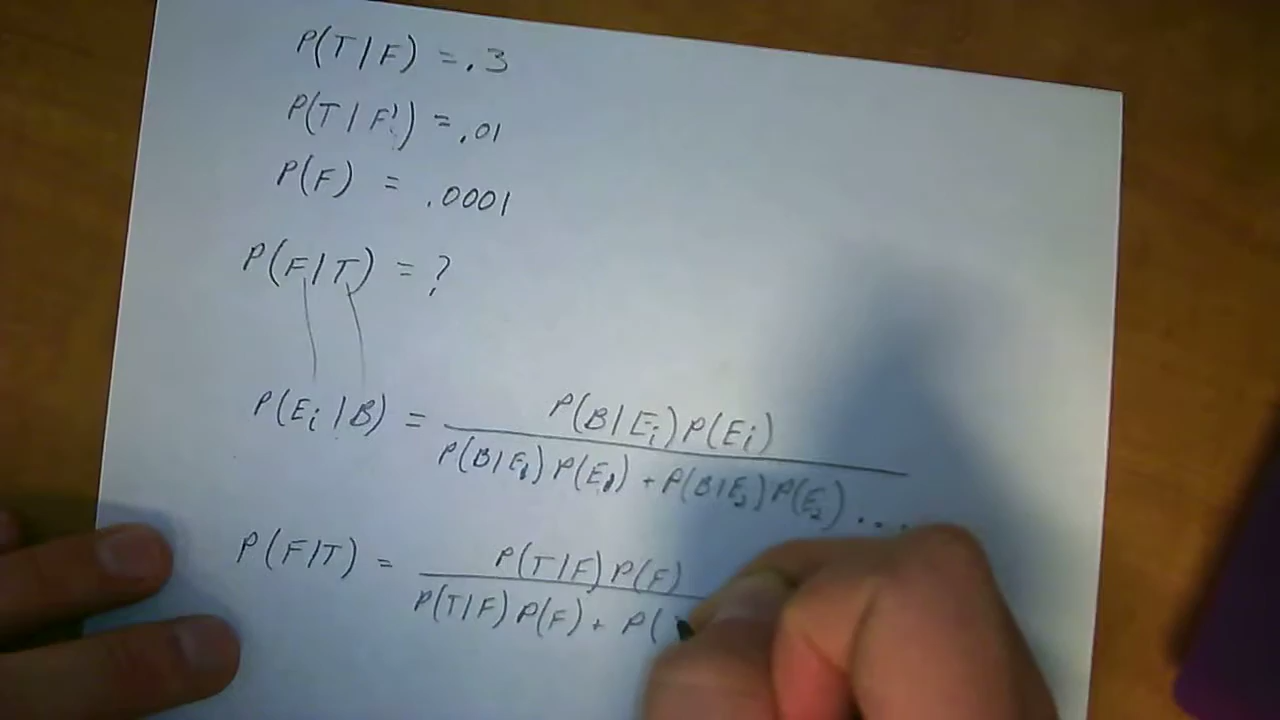 P(T/F) = .3
P(T/F') = .01
P(F) = .0001
P(F/T) = ?
P(Ei/B) = P(B/Ei)P(Ei)
P(B/E1)P(E1) + P(B/E2)P(E2) ....
P(F/T) = P(T/F)P(F)
P(T/F)P(F) + P(